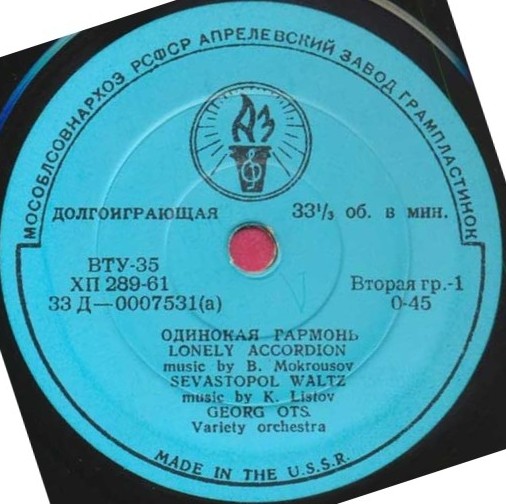 МОСОБЛСОВНАРХОЗ РСФСР АПРЕЛЕВСКИЙ ЗАВОД ГРАМПЛАСТИНОК
АЗ
ДОЛГОИГРАЮЩАЯ 33⅓ об. в мин.
ВТУ-35
ХП 289-61
33 Д—0007531(а)
Вторая гр.-1
0-45
ОДИНОКАЯ ГАРМОНЬ
LONELY ACCORDION
music by B. Mokrousov
SEVASTOPOL WALTZ
music by K. Listov
GEORG OTS.
Variety orchestra
MADE IN THE U.S.S.R.